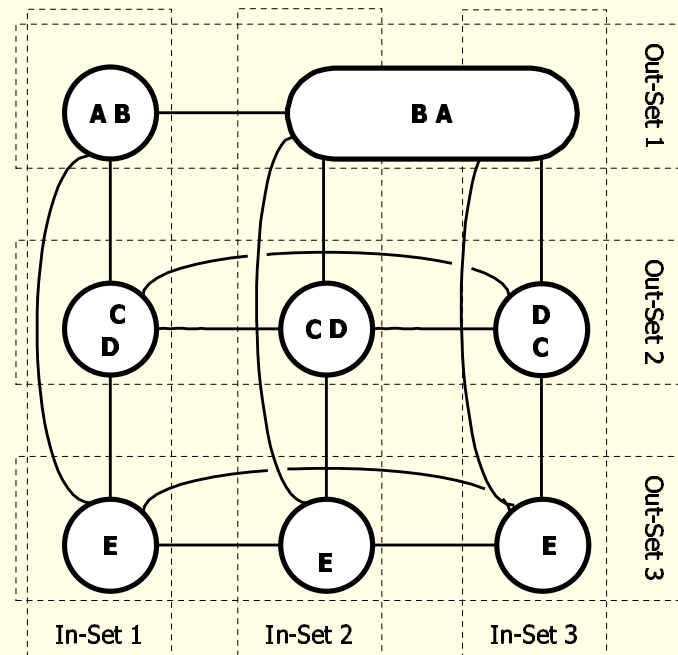 A B
B A
Out-Set 1
C
D
C D
D
C
Out-Set 2
E
E
E
Out-Set 3
In-Set 1
In-Set 2
In-Set 3